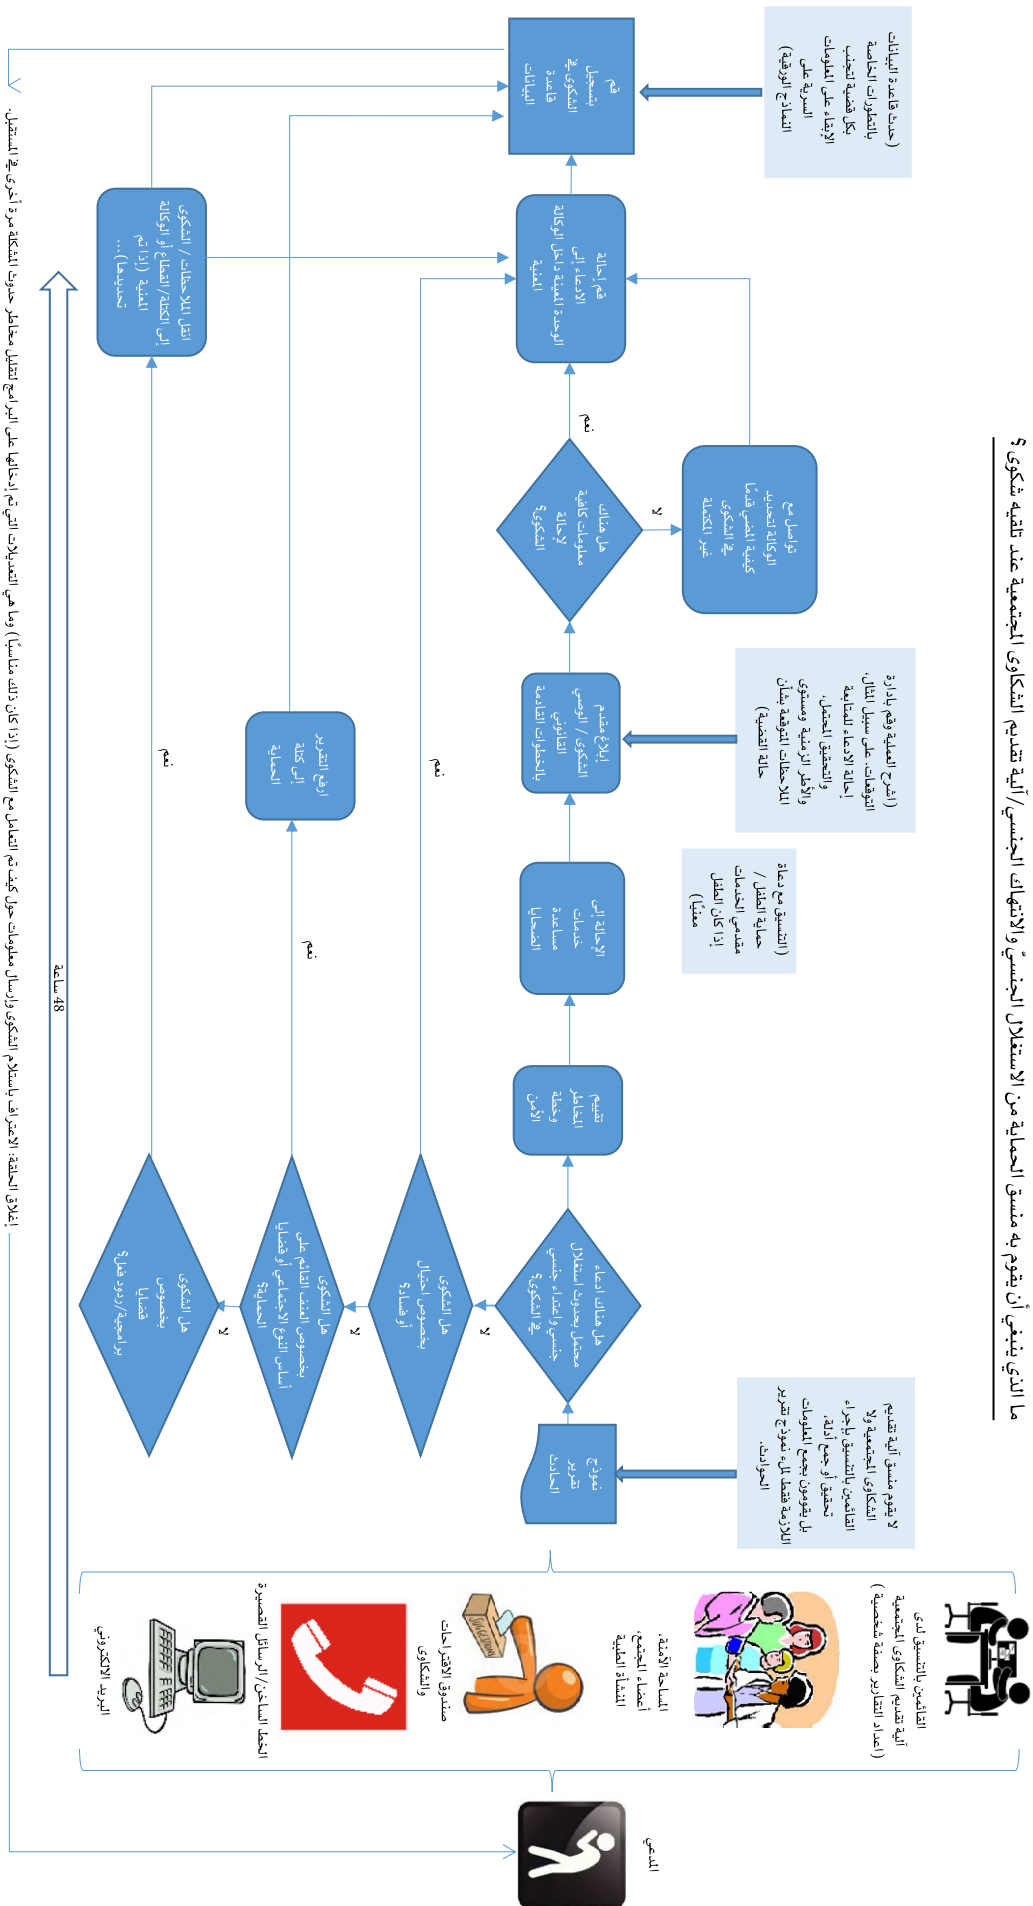 ما الذي ينبغي أن يقوم به منسق الحماية من الاستغلال الجنسيّ والانتهاك الجنسي/آلية تقديم الشكاوى المجتمعية عند تلقيه شكوى ؟
المدعي
القائمين بالتنسيق لدى
آلية تقديم الشكاوى المجتمعية
(اعداد التقارير بصفة شخصية )
المساحة الآمنة،
أعضاء المجتمع،
المنشأة الطبية
صندوق الاقتراحات
والشكاوى
الخط الساخن/الرسائل القصيرة
البريد الالكتروني
لا يقوم منسق آلية تقديم
الشكاوى المجتمعية ولا
القائمين بالتنسيق بإجراء
تحقيق أو جمع أدلة،
بل يقومون بجمع المعلومات
اللازمة فقط لملء نموذج تقرير
الحوادث.
نموذج
تقرير
الحادث
هل هناك ادعاء
محتمل بحدوث استغلال
جنسي واعتداء جنسي
في الشكوى؟
لا
هل الشكوى
بخصوص احتيال
أو فساد؟
لا
هل الشكوى
بخصوص العنف القائم على
أساس النوع الاجتماعي أو قضايا
الحماية؟
لا
هل الشكوى
بخصوص
قضايا
برامجية/ردود فعل؟
تقييم
المخاطر
وخطة
الأمن
(التنسيق مع دعاة
حماية الطفل /
مقدمي الخدمات
إذا كان الطفل
معنيًا)
الإحالة إلى
خدمات
مساعدة
الضحايا
(اشرح العملية وقم بادارة
التوقعات، على سبيل المثال،
إحالة الادعاء للمتابعة
والتحقيق المحتمل،
والأطر الزمنية ومستوى
الملاحظات المتوقعة بشأن
حالة القضية)
إبلاغ مقدم
الشكوى / الوصي
القانوني
بالخطوات القادمة
هل هناك
معلومات كافية
لإحالة
الشكوى؟
لا
نعم
تواصل مع
الوكالة لتحديد
كيفية المضي قدمًا
في الشكوى
غير المكتملة
قم إحالة
الادعاء إلى
الوحدة المعينة داخل الوكالة
المعنية
نعم
نعم
ارفع التقرير
إلى كتلة
الحماية
نعم
انقل الملاحظات / الشكوى
إلى الكتلة/ القطاع أو الوكالة
المعنية (إذا تم
تحديدها)...
(حدث قاعدة البيانات
بالتطورات الخاصة
بكل قضية لتجنب
الإبقاء على المعلومات
السرية على
النماذج الورقية)
قم
بتسجيل
الشكوى في
قاعدة
البيانات
48 ساعة
إغلاق الحلقة: الاعتراف باستلام الشكوى وإرسال معلومات حول كيف تم التعامل مع الشكوى (إذا كان ذلك مناسبًا) وما هي التعديلات التي تم إدخالها على البرامج لتقليل مخاطر حدوث المشكلة مرة أخرى في المستقبل.